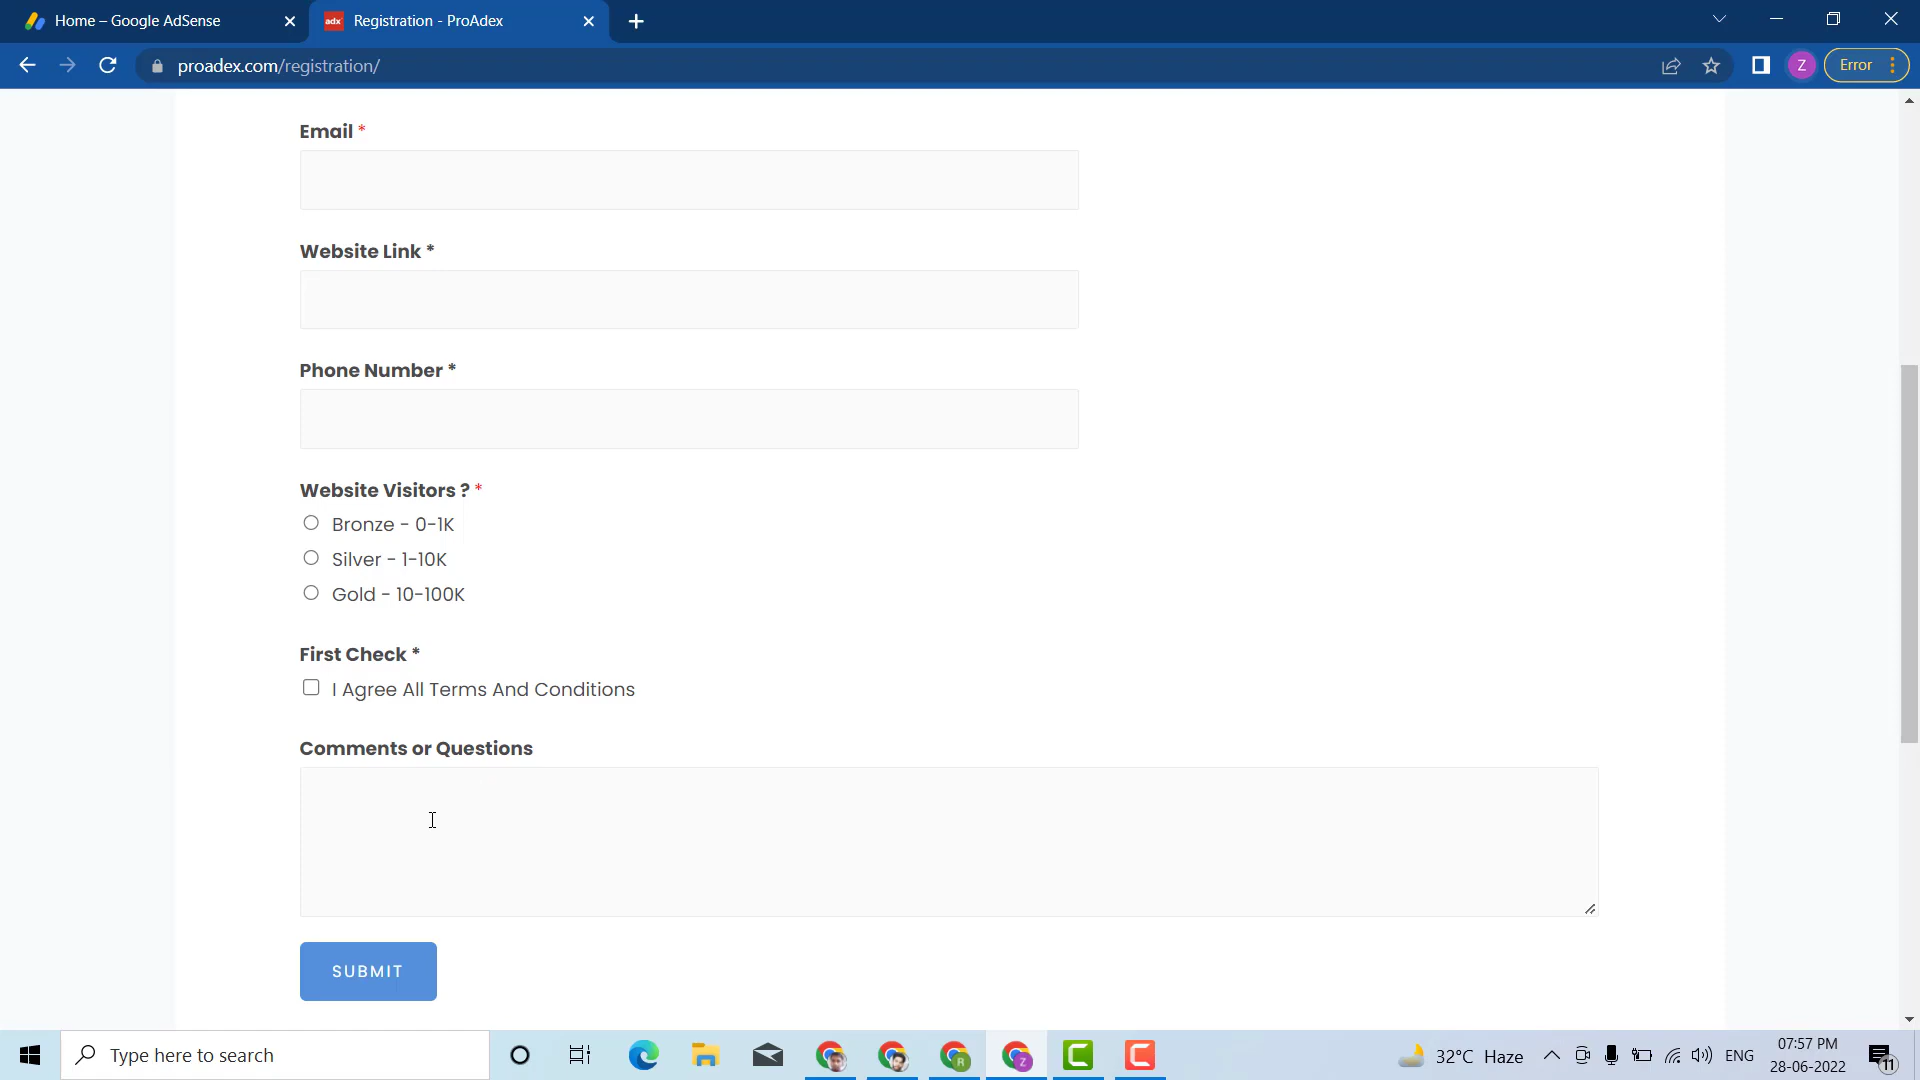 Home – Google AdSense
adx
Registration - ProAdex
proadex.com/registration/
Z
Error
Email *
Website Link *
Phone Number *
Website Visitors ? *
Bronze - 0-1K
Silver - 1-10K
Gold - 10-100K
First Check *
I Agree All Terms And Conditions
Comments or Questions
SUBMIT
Type here to search
R
Z
C
C
32°C Haze
ENG
07:57 PM
28-06-2022
11